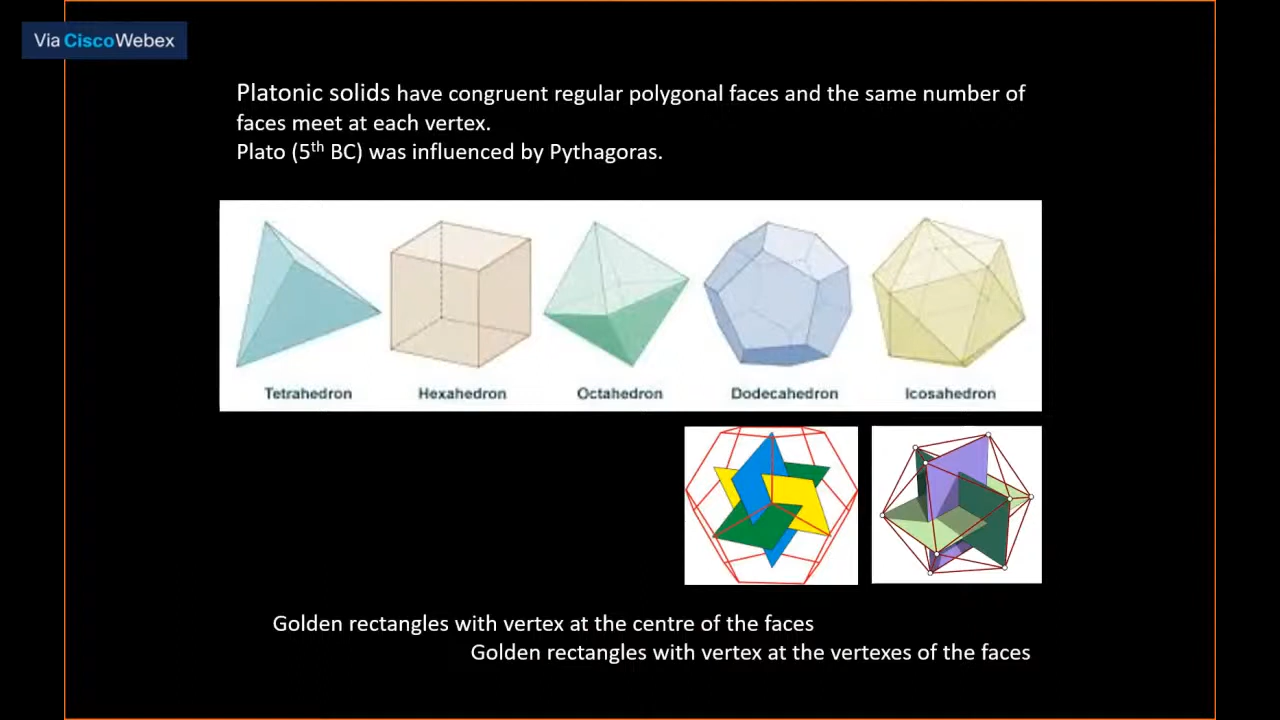 Via CiscoWebex
Platonic solids have congruent regular polygonal faces and the same number of
faces meet at each vertex.
Plato (5th BC) was influenced by Pythagoras.
Tetrahedron Hexahedron Octahedron Dodecahedron Icosahedron
Golden rectangles with vertex at the centre of the faces
Golden rectangles with vertex at the vertexes of the faces